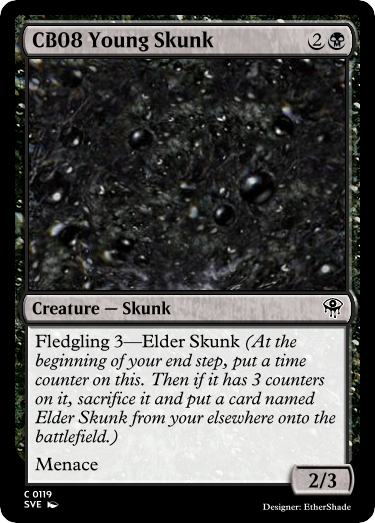 CB08 Young Skunk 2
Creature — Skunk
Fledgling 3—Elder Skunk (At the
beginning of your end step, put a time
counter on this. Then if it has 3 counters
on it, sacrifice it and put a card named
Elder Skunk from your elsewhere onto the
battlefield.)
Menace
2/3
C 0119
SVE
Designer: EtherShade